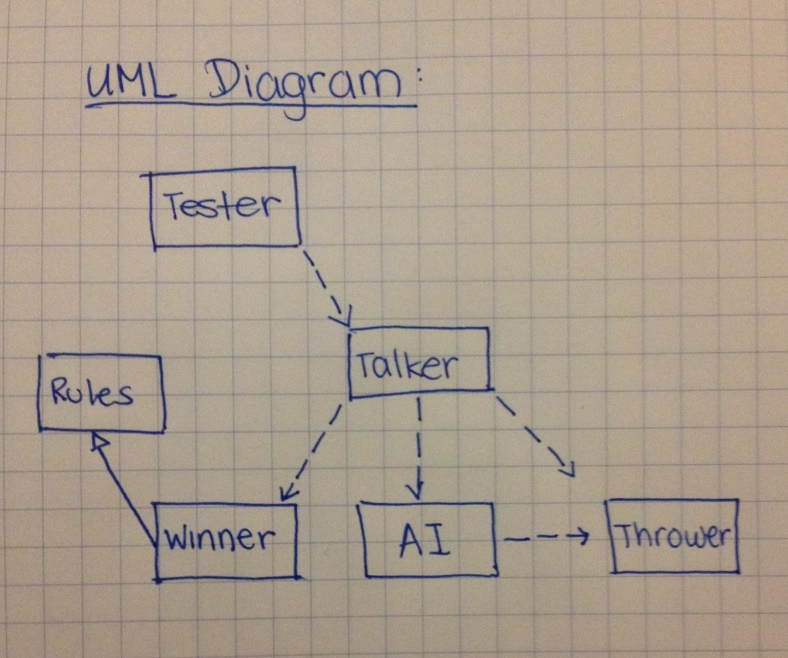 UML Diagram:
Tester
Talker
Rules
Winner
AI
Thrower